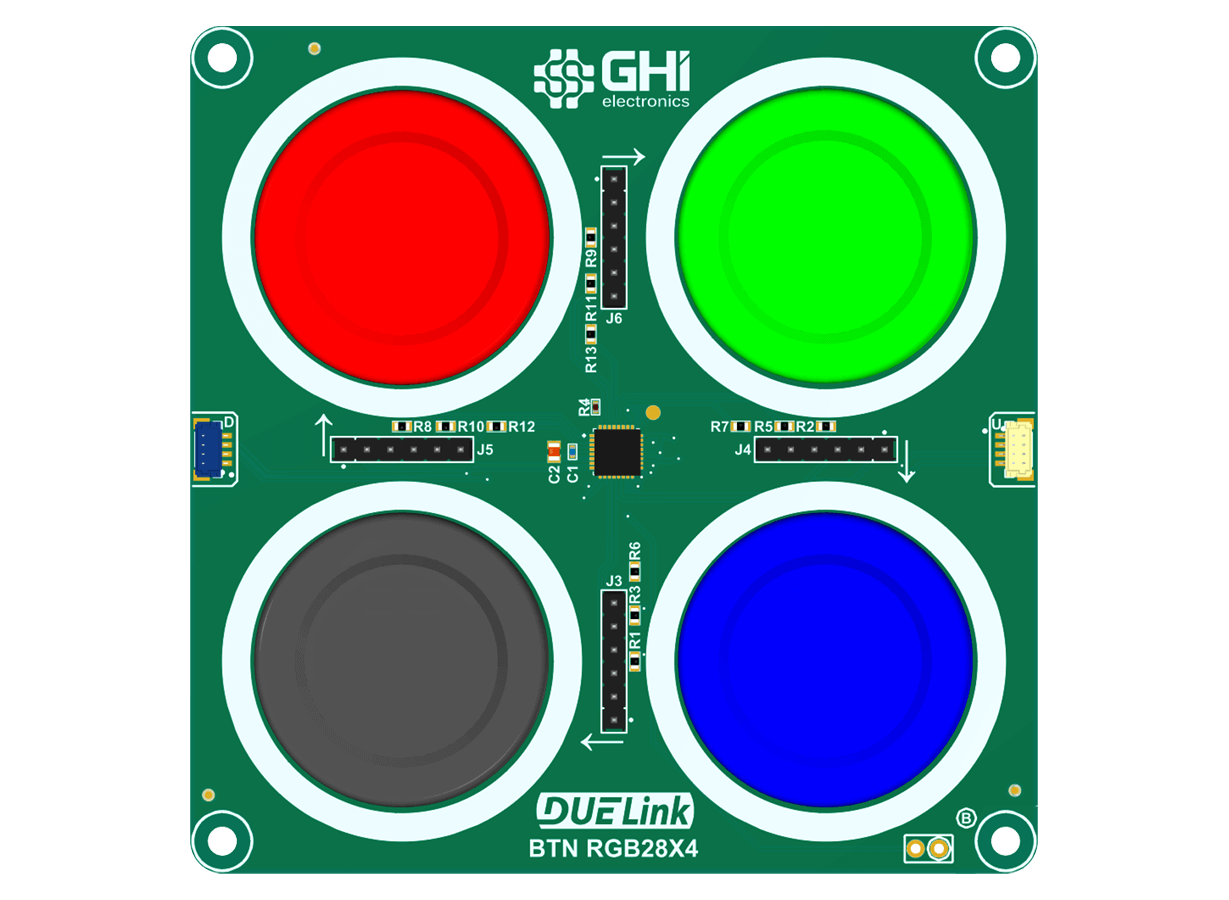 GHI
electronics
R9
R11
R13
J6
R4
D
R8
R10
R12
J5
C2
C1
R7
R5
R2
J4
U
R6
J3
R3
R1
DUELink
BTN RGB28X4
B